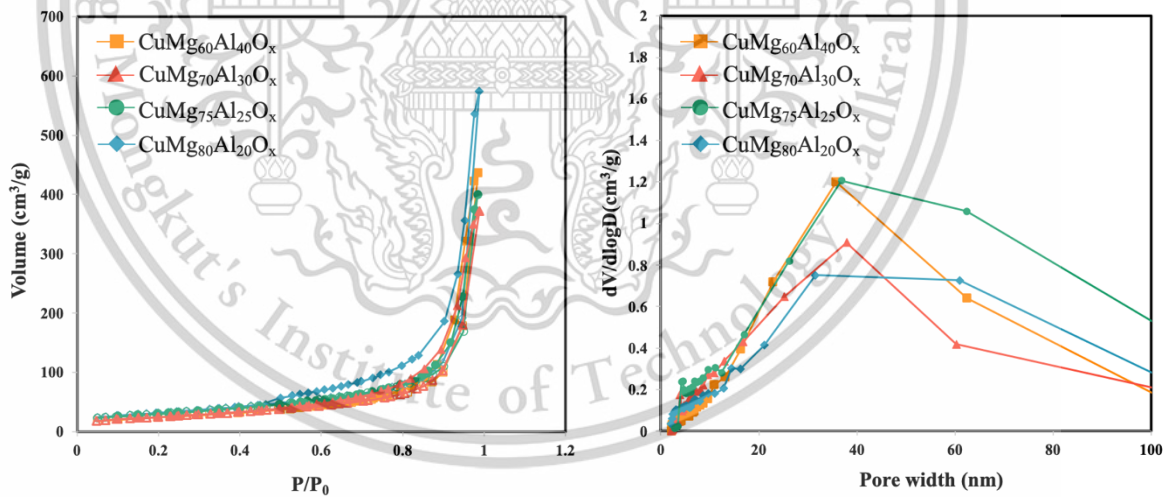 700
600
500
400
300
200
100
0
Volume (cm³/g)
CuMg₆₀Al₄₀Oₓ
CuMg₇₀Al₃₀Oₓ
CuMg₇₅Al₂₅Oₓ
CuMg₈₀Al₂₀Oₓ
0 0.2 0.4 0.6 0.8 1 1.2
P/P₀
2
1.8
1.6
1.4
1.2
1
0.8
0.6
0.4
0.2
0
dV/dlogD(cm³/g)
CuMg₆₀Al₄₀Oₓ
CuMg₇₀Al₃₀Oₓ
CuMg₇₅Al₂₅Oₓ
CuMg₈₀Al₂₀Oₓ
0 20 40 60 80 100
Pore width (nm)
Mongkut's Institute of Technology Ladkrab